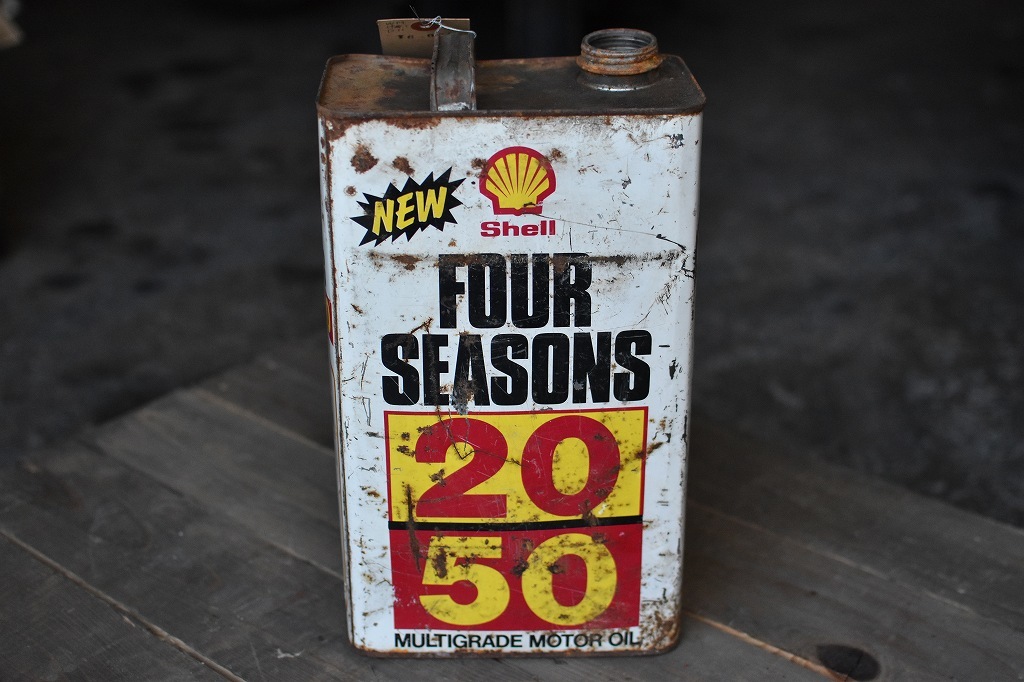 NEW
Shell
FOUR
SEASONS
20
50
MULTIGRADE MOTOR OIL